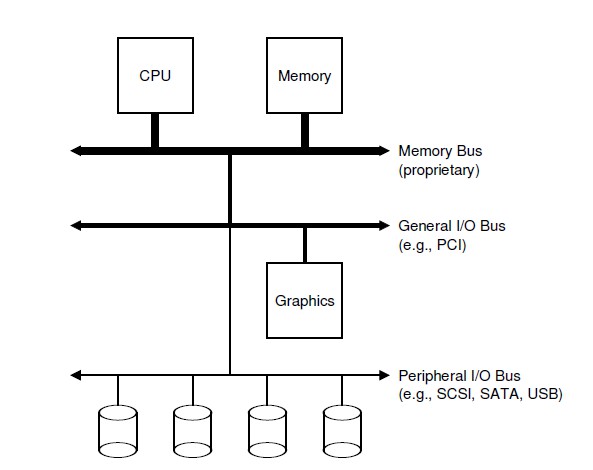 CPU
Memory
Memory Bus
(proprietary)
General I/O Bus
(e.g., PCI)
Graphics
Peripheral I/O Bus
(e.g., SCSI, SATA, USB)